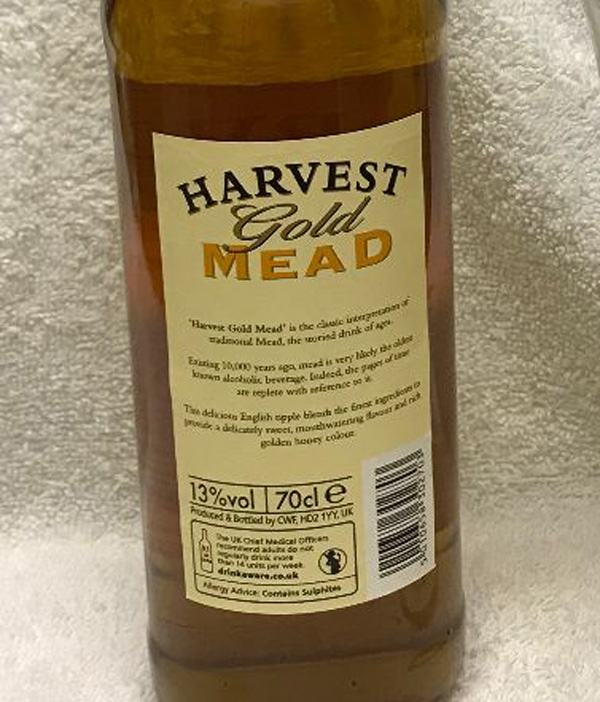 HARVEST
Gold
MEAD
'Harvest Gold Mead' is the classic interpretation of
traditional Mead, the storied drink of ages.
Existing 10,000 years ago, mead is very likely the oldest
known alcoholic beverage. Indeed, the pages of time
are replete with reference to it.
This delicious English tipple blends the finest ingredients to
provide a delicately sweet, mouthwatering flavour and rich
golden honey colour.
13%vol 70cl e
Produced & Bottled by CWF, HD2 1YY, UK
The UK Chief Medical Officers
recommend adults do not
regularly drink more
than 14 units per week.
drinkaware.co.uk
Allergy Advice: Contains Sulphites